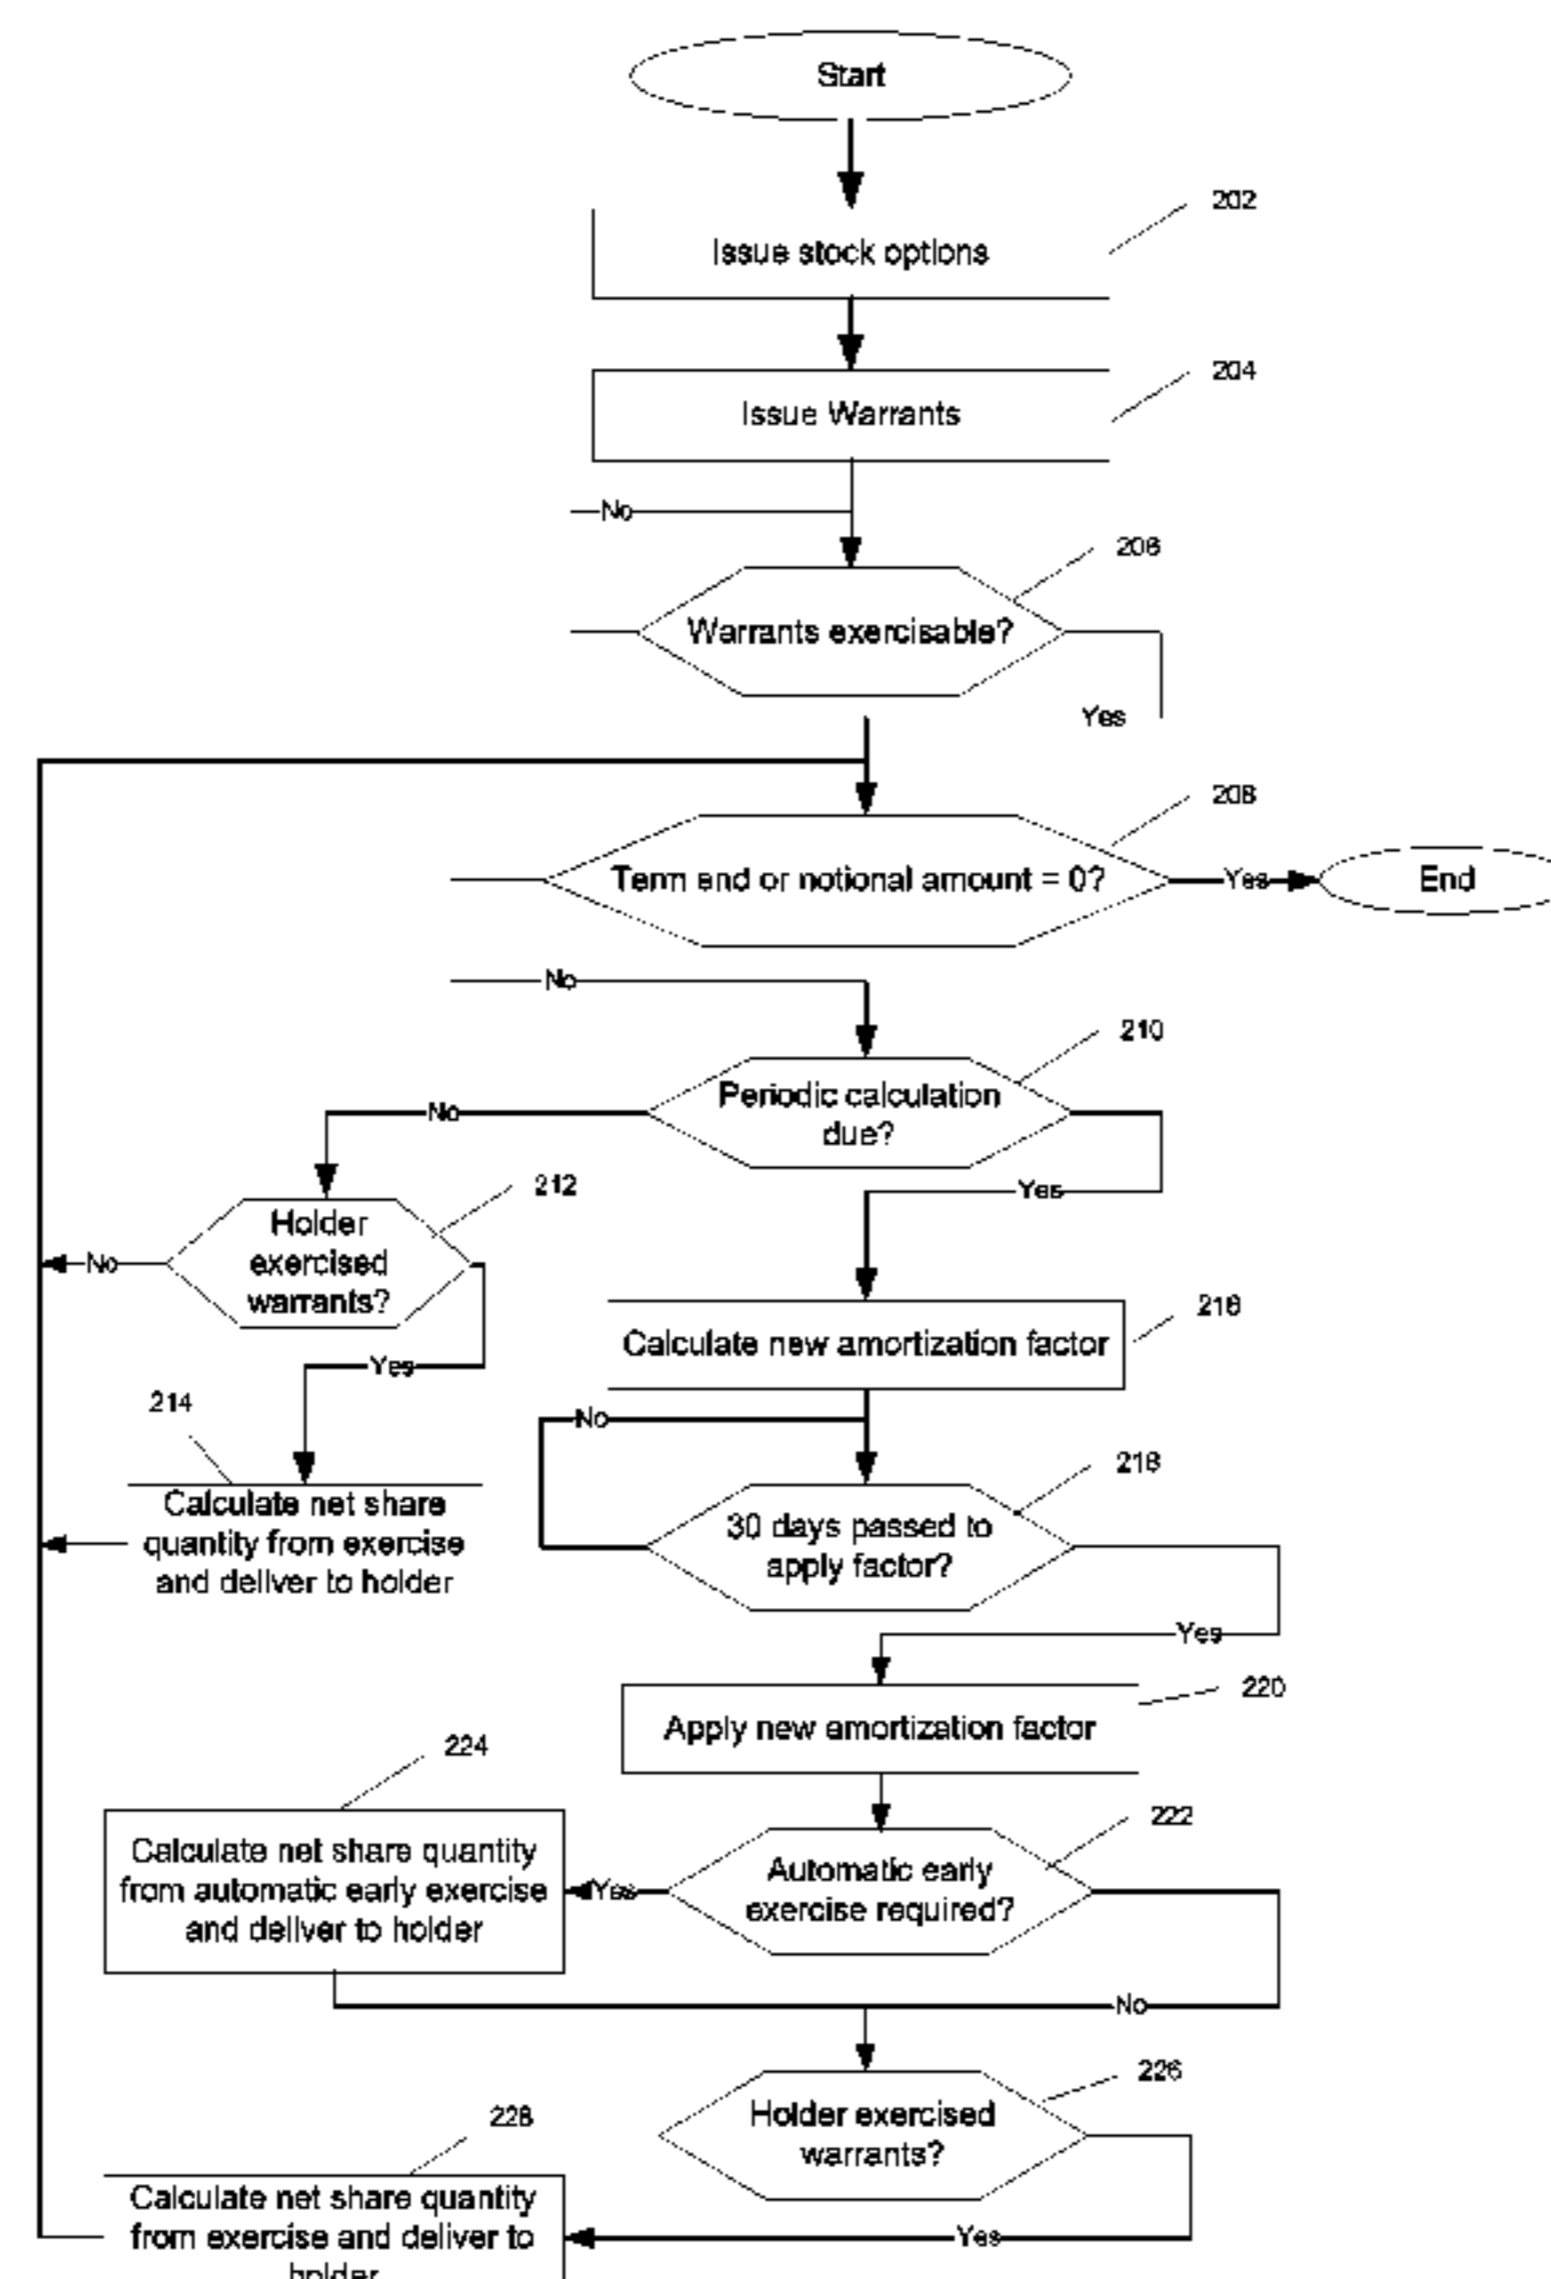 Start
202
Issue stock options
204
Issue Warrants
No
206
Warrants exercisable?
Yes
208
Term end or notional amount = 0?
Yes
End
No
210
Periodic calculation
due?
No
Yes
212
Holder
exercised
warrants?
No
Yes
216
Calculate new amortization factor
214
No
Calculate net share
quantity from exercise
and deliver to holder
218
30 days passed to
apply factor?
Yes
220
Apply new amortization factor
224
222
Calculate net share quantity
from automatic early exercise
and deliver to holder
Yes
Automatic early
exercise required?
No
226
Holder exercised
warrants?
228
Calculate net share quantity
from exercise and deliver to
holder
Yes